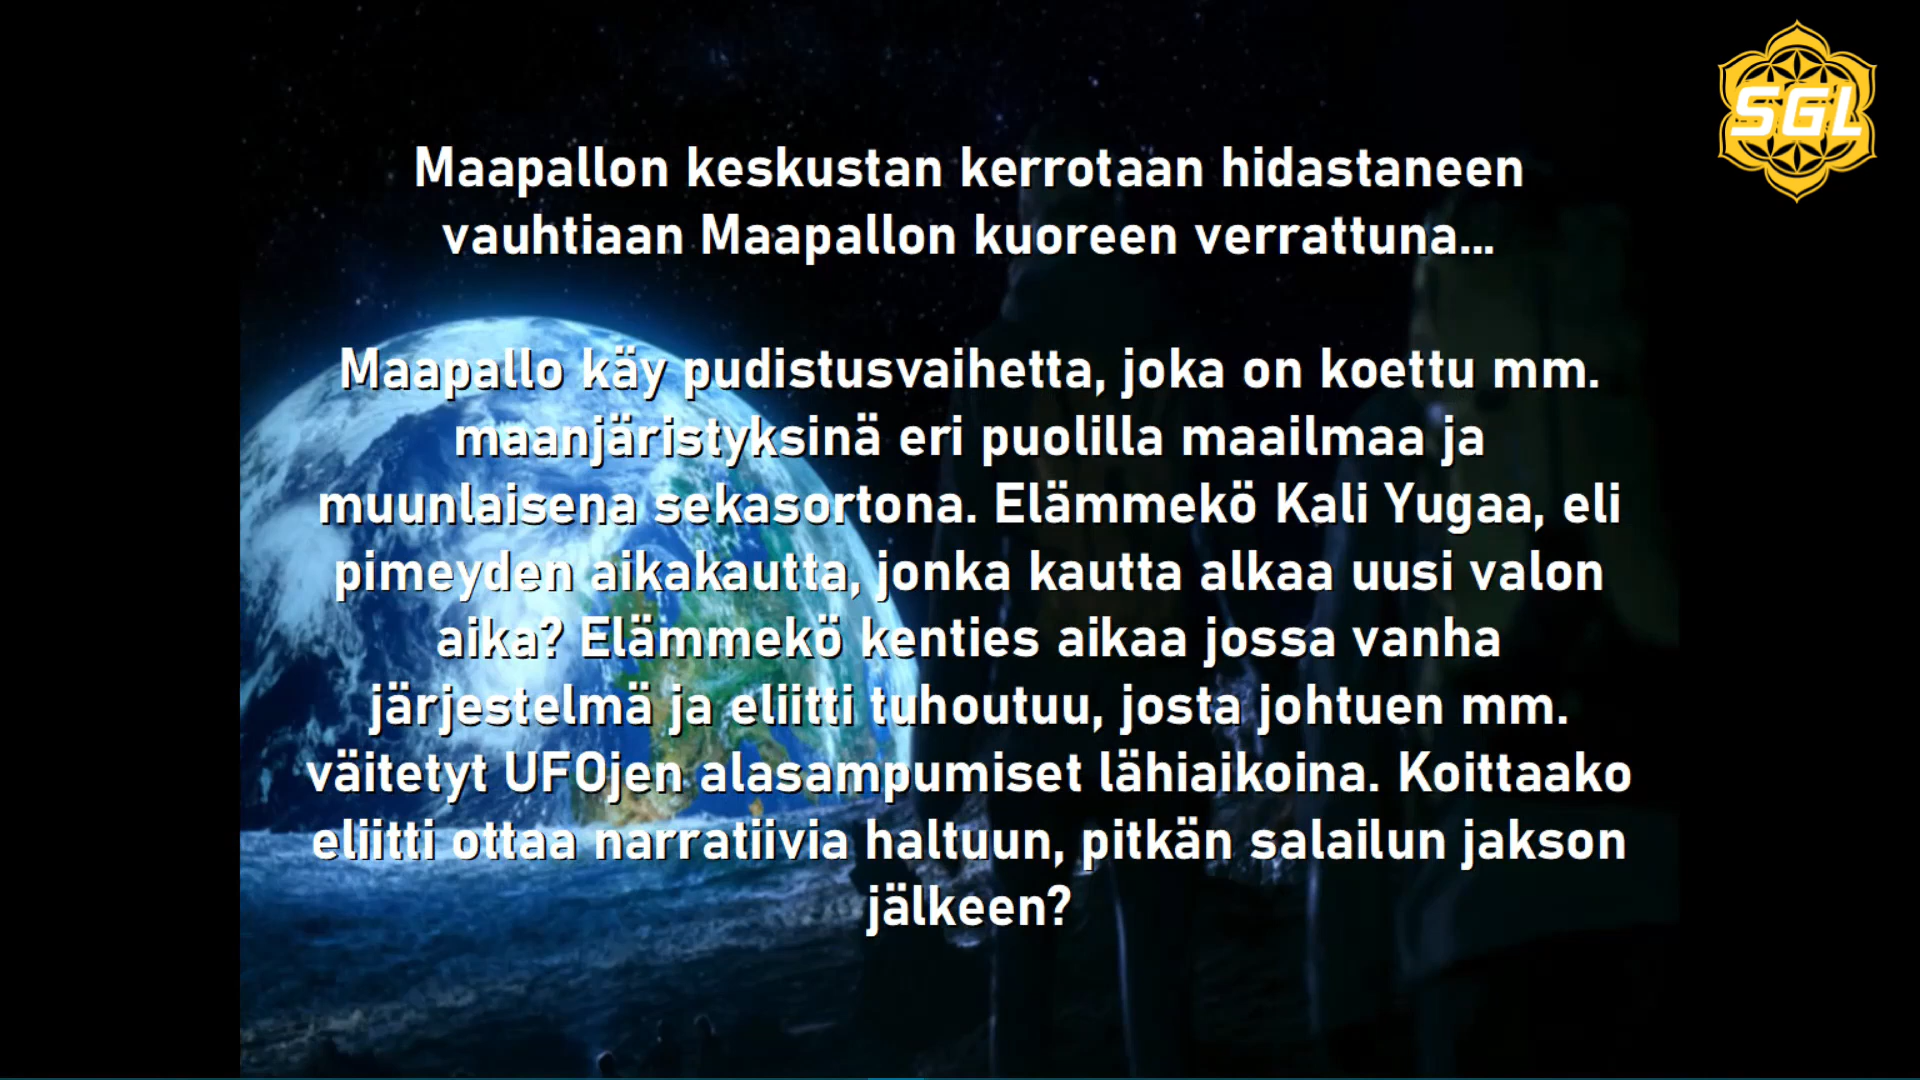 SGL
Maapallon keskustan kerrotaan hidastaneen
vauhtiaan Maapallon kuoreen verrattuna...
Maapallo käy pudistusvaihetta, joka on koettu mm.
maanjäristyksinä eri puolilla maailmaa ja
muunlaisena sekasortona. Elämmekö Kali Yugaa, eli
pimeyden aikakautta, jonka kautta alkaa uusi valon
aika? Elämmekö kenties aikaa jossa vanha
järjestelmä ja eliitti tuhoutuu, josta johtuen mm.
väitetyt UFOjen alasampumiset lähiaikoina. Koittaako
eliitti ottaa narratiivia haltuun, pitkän salailun jakson
jälkeen?